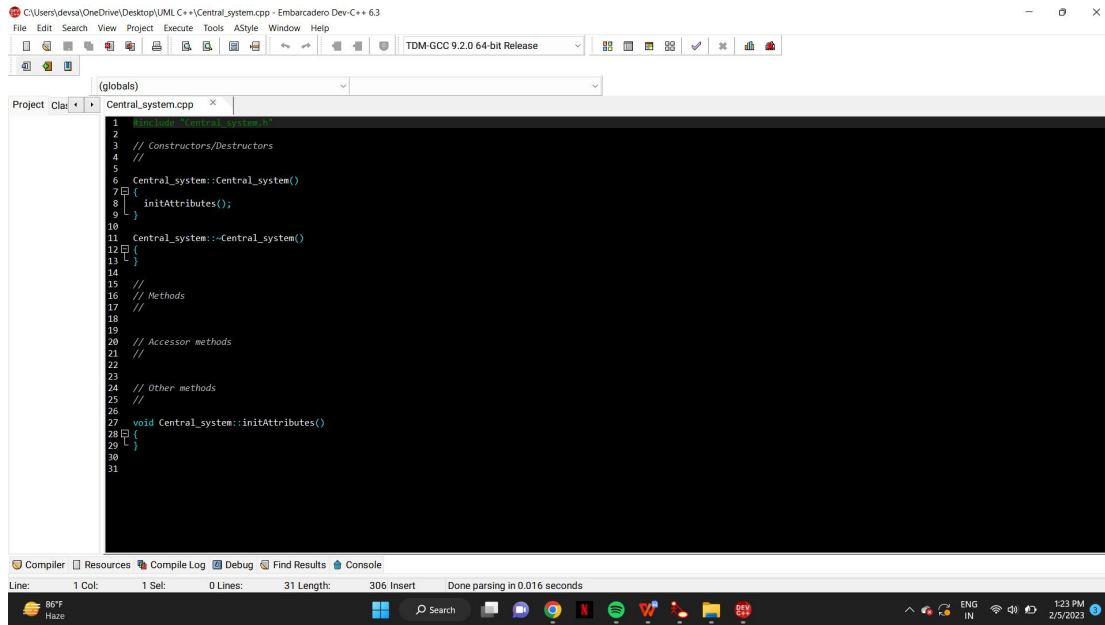 C:\Users\devsa\OneDrive\Desktop\UML C++\Central_system.cpp - Embarcadero Dev-C++ 6.3
File Edit Search View Project Execute Tools AStyle Window Help
TDM-GCC 9.2.0 64-bit Release
(globals)
Project Clas Central_system.cpp
1 #include "Central_system.h"
2
3 // Constructors/Destructors
4 //
5
6 Central_system::Central_system()
7 {
8 initAttributes();
9 }
10
11 Central_system::~Central_system()
12 {
13 }
14
15 //
16 // Methods
17 //
18
19
20 // Accessor methods
21 //
22
23
24 // Other methods
25 //
26
27 void Central_system::initAttributes()
28 {
29 }
30
31
Compiler Resources Compile Log Debug Find Results Console
Line: 1 Col: 1 Sel: 0 Lines: 31 Length: 306 Insert Done parsing in 0.016 seconds
86°F
Haze
Search
DEV
C++
ENG
IN
1:23 PM
2/5/2023
3